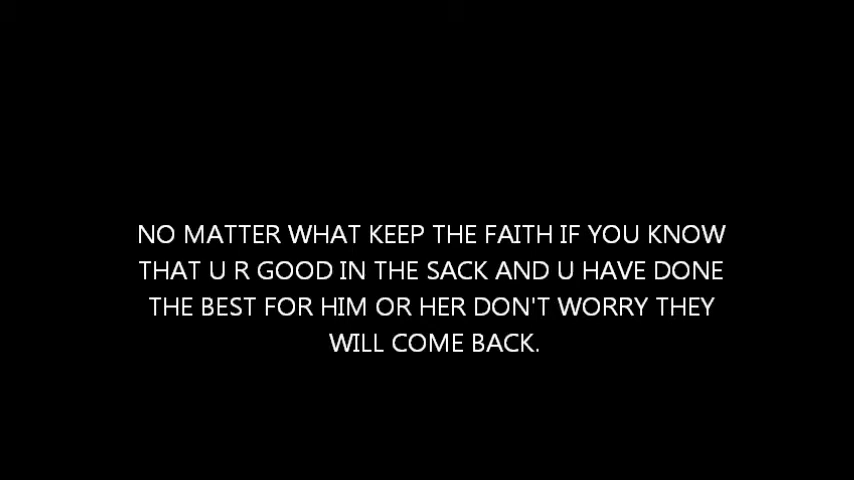 NO MATTER WHAT KEEP THE FAITH IF YOU KNOW
THAT U R GOOD IN THE SACK AND U HAVE DONE
THE BEST FOR HIM OR HER DON'T WORRY THEY
WILL COME BACK.